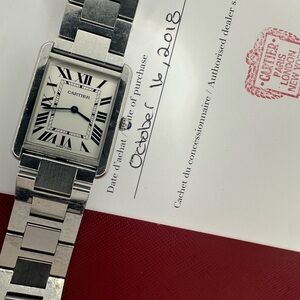 CARTIER
Date d'achat / Date of purchase
October 16, 2018
Cachet du concessionnaire / Authorised dealer s
CARTIER
PARIS
LONDON
NEW YORK